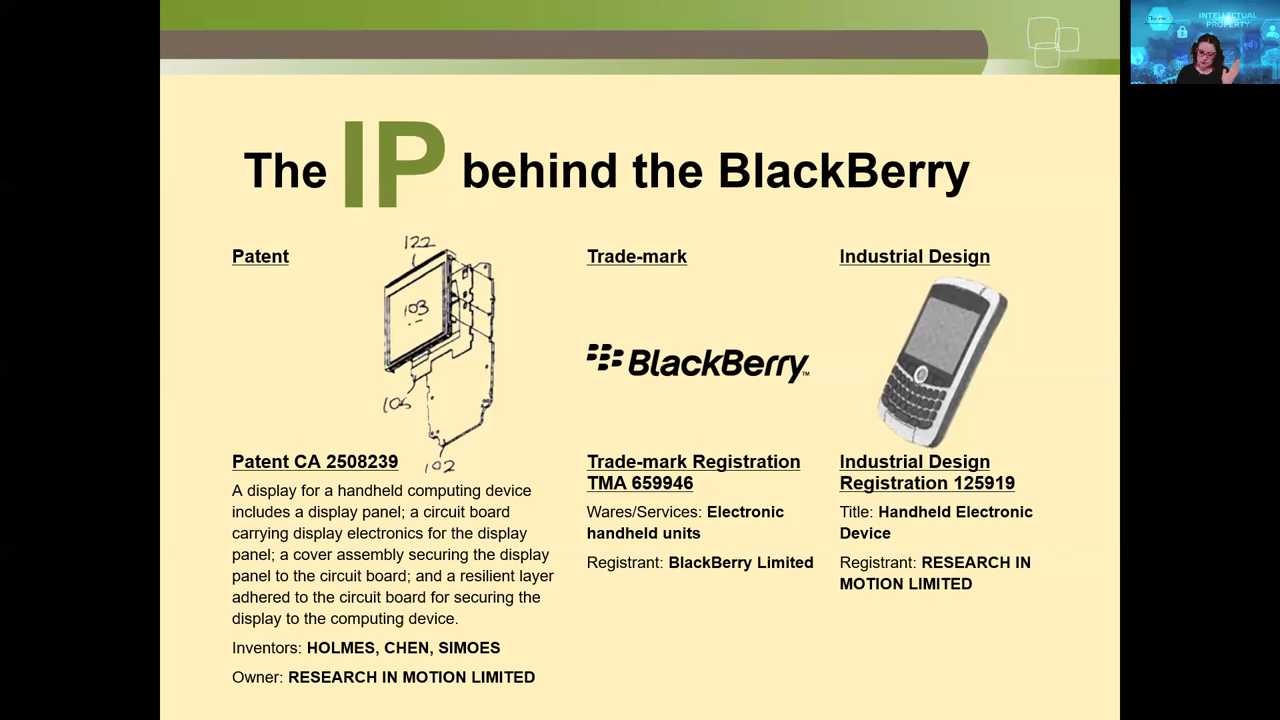 The IP behind the BlackBerry
Patent
122
103
106
102
Patent CA 2508239
A display for a handheld computing device
includes a display panel; a circuit board
carrying display electronics for the display
panel; a cover assembly securing the display
panel to the circuit board; and a resilient layer
adhered to the circuit board for securing the
display to the computing device.
Inventors: HOLMES, CHEN, SIMOES
Owner: RESEARCH IN MOTION LIMITED
Trade-mark
BlackBerry™
Trade-mark Registration
TMA 659946
Wares/Services: Electronic
handheld units
Registrant: BlackBerry Limited
Industrial Design
Industrial Design
Registration 125919
Title: Handheld Electronic
Device
Registrant: RESEARCH IN
MOTION LIMITED
INTELLECTUAL
PROPERTY